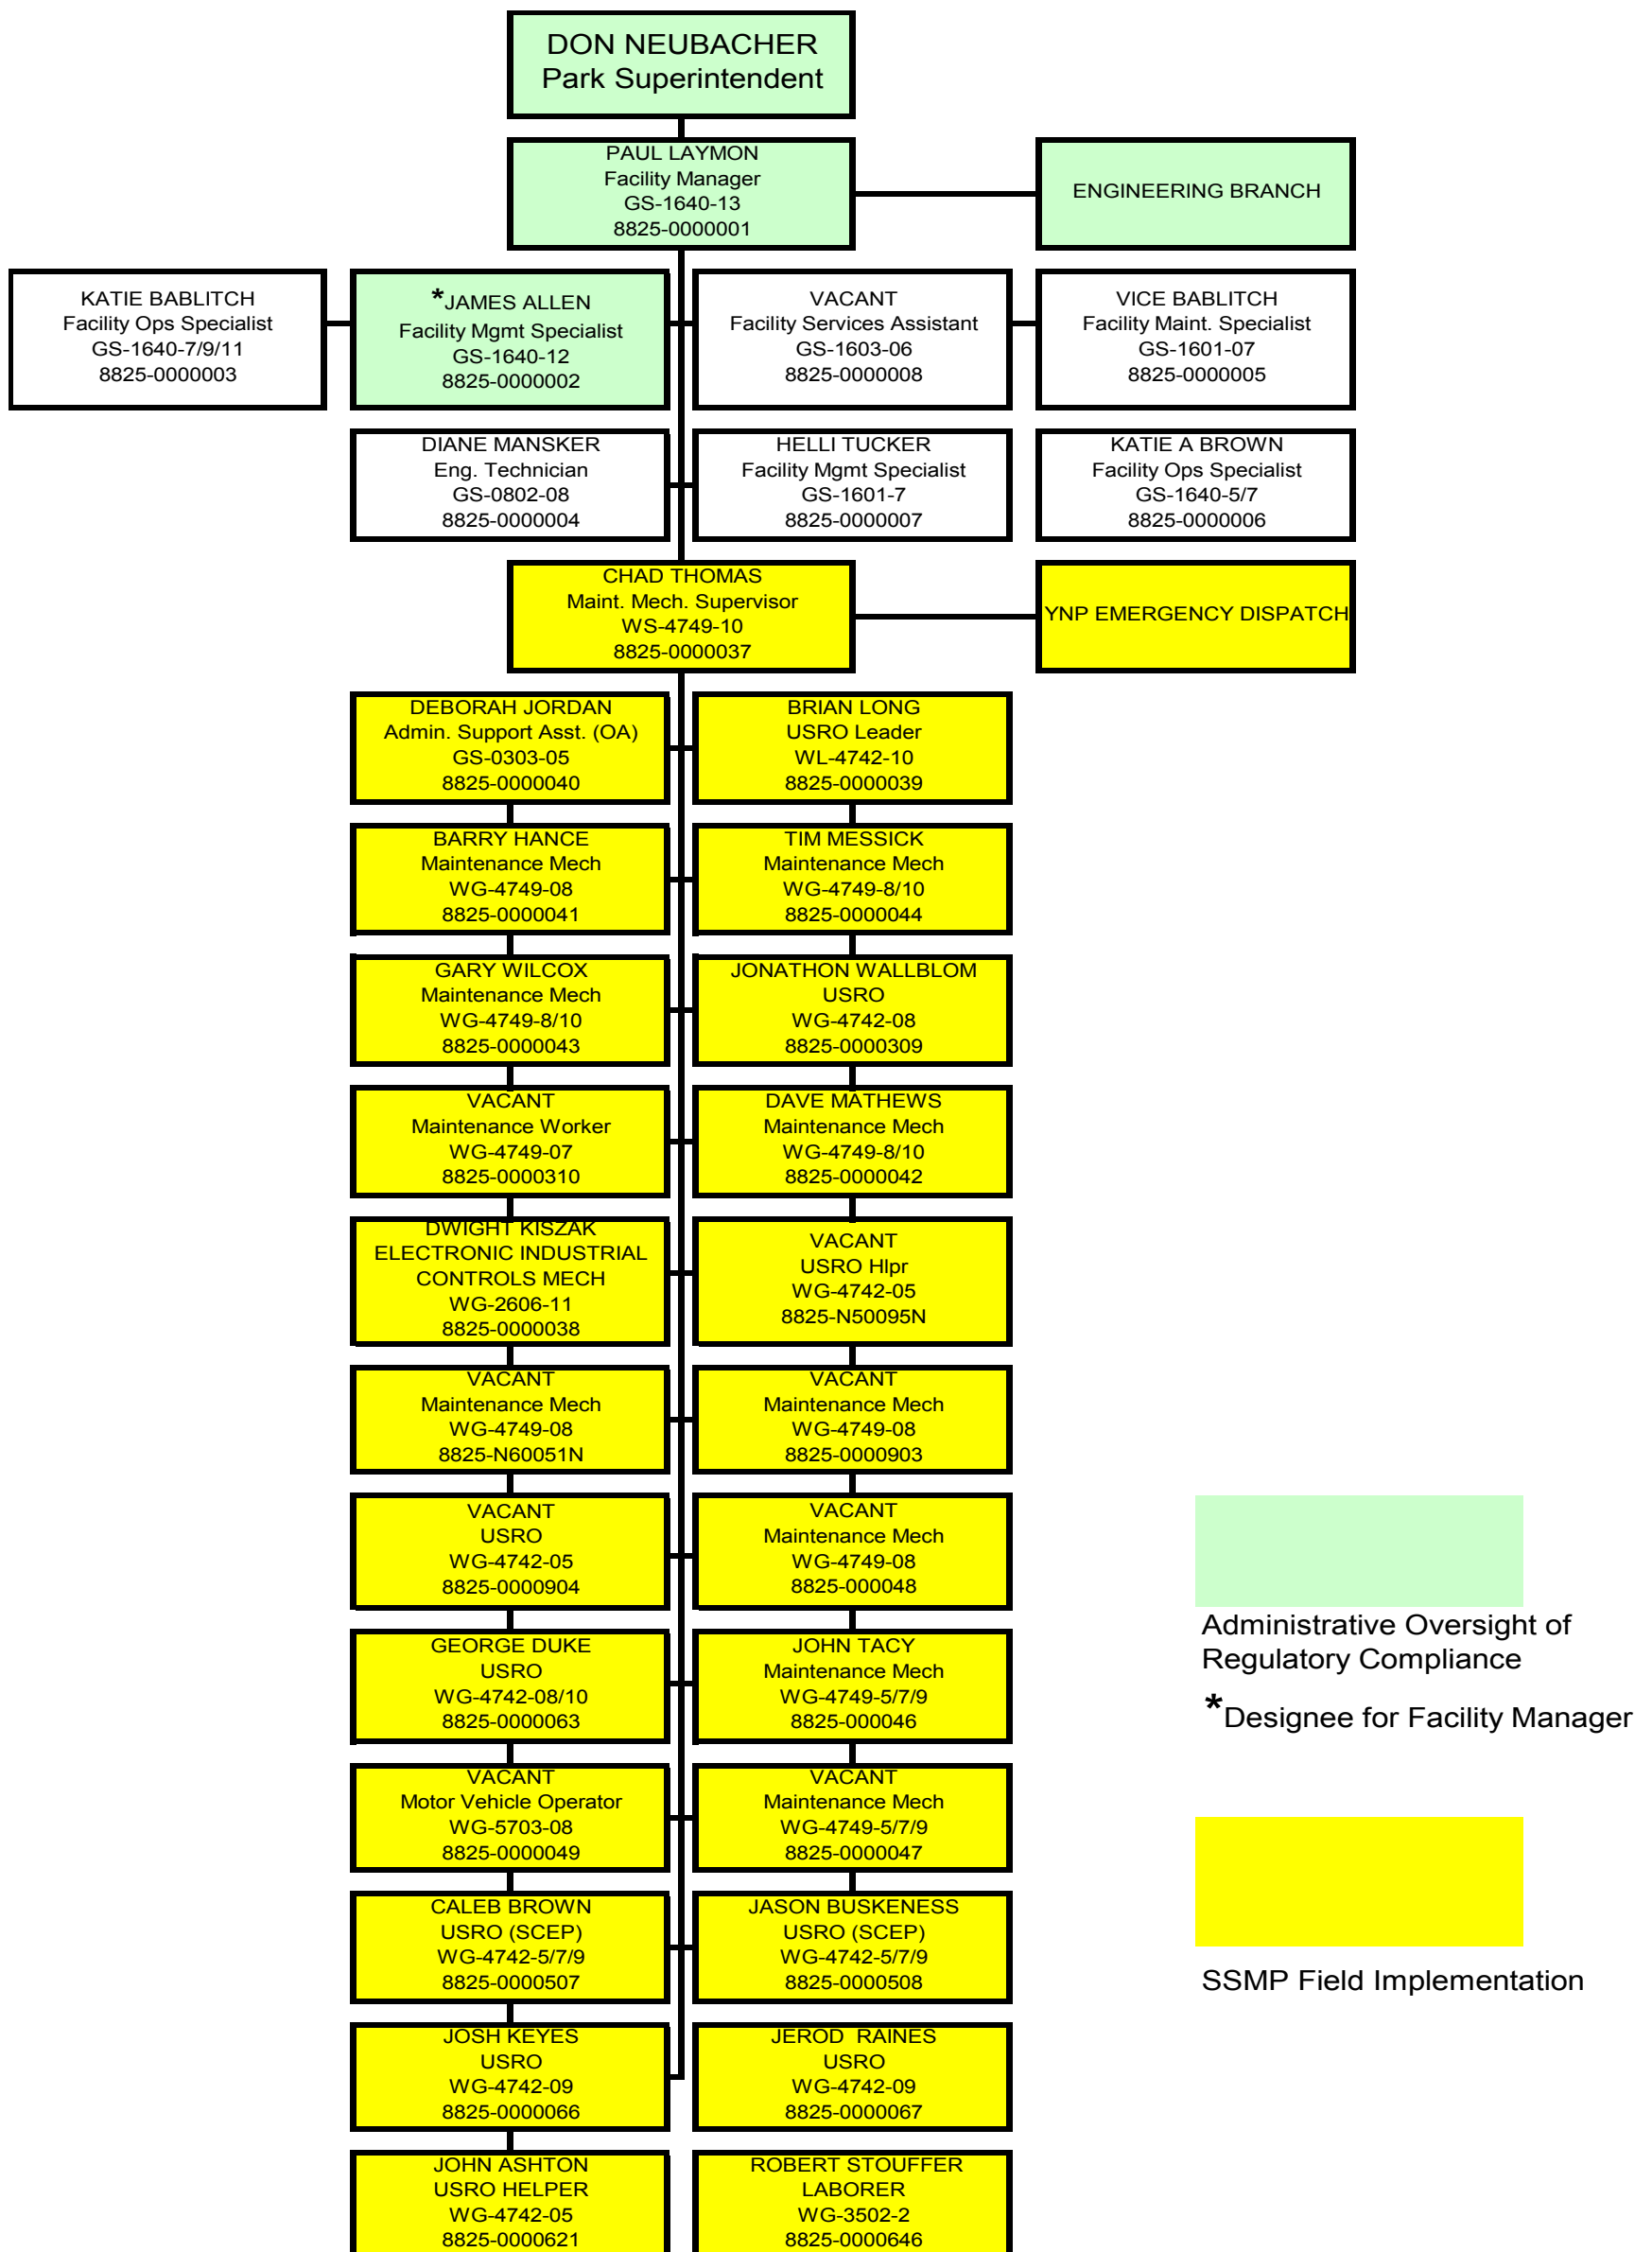 DON NEUBACHER
Park Superintendent
PAUL LAYMON
Facility Manager
GS-1640-13
8825-0000001
ENGINEERING BRANCH
KATIE BABLITCH
Facility Ops Specialist
GS-1640-7/9/11
8825-0000003
*JAMES ALLEN
Facility Mgmt Specialist
GS-1640-12
8825-0000002
VACANT
Facility Services Assistant
GS-1603-06
8825-0000008
VICE BABLITCH
Facility Maint. Specialist
GS-1601-07
8825-0000005
DIANE MANSKER
Eng. Technician
GS-0802-08
8825-0000004
HELLI TUCKER
Facility Mgmt Specialist
GS-1601-7
8825-0000007
KATIE A BROWN
Facility Ops Specialist
GS-1640-5/7
8825-0000006
CHAD THOMAS
Maint. Mech. Supervisor
WS-4749-10
8825-0000037
YNP EMERGENCY DISPATCH
DEBORAH JORDAN
Admin. Support Asst. (OA)
GS-0303-05
8825-0000040
BRIAN LONG
USRO Leader
WL-4742-10
8825-0000039
BARRY HANCE
Maintenance Mech
WG-4749-08
8825-0000041
TIM MESSICK
Maintenance Mech
WG-4749-8/10
8825-0000044
GARY WILCOX
Maintenance Mech
WG-4749-8/10
8825-0000043
JONATHON WALLBLOM
USRO
WG-4742-08
8825-0000309
VACANT
Maintenance Worker
WG-4749-07
8825-0000310
DAVE MATHEWS
Maintenance Mech
WG-4749-8/10
8825-0000042
DWIGHT KISZAK
ELECTRONIC INDUSTRIAL
CONTROLS MECH
WG-2606-11
8825-0000038
VACANT
USRO Hlpr
WG-4742-05
8825-N50095N
VACANT
Maintenance Mech
WG-4749-08
8825-N60051N
VACANT
Maintenance Mech
WG-4749-08
8825-0000903
VACANT
USRO
WG-4742-05
8825-0000904
VACANT
Maintenance Mech
WG-4749-08
8825-000048
GEORGE DUKE
USRO
WG-4742-08/10
8825-0000063
JOHN TACY
Maintenance Mech
WG-4749-5/7/9
8825-000046
VACANT
Motor Vehicle Operator
WG-5703-08
8825-0000049
VACANT
Maintenance Mech
WG-4749-5/7/9
8825-0000047
CALEB BROWN
USRO (SCEP)
WG-4742-5/7/9
8825-0000507
JASON BUSKENESS
USRO (SCEP)
WG-4742-5/7/9
8825-0000508
JOSH KEYES
USRO
WG-4742-09
8825-0000066
JEROD RAINES
USRO
WG-4742-09
8825-0000067
JOHN ASHTON
USRO HELPER
WG-4742-05
8825-0000621
ROBERT STOUFFER
LABORER
WG-3502-2
8825-0000646
Administrative Oversight of
Regulatory Compliance
*Designee for Facility Manager
SSMP Field Implementation